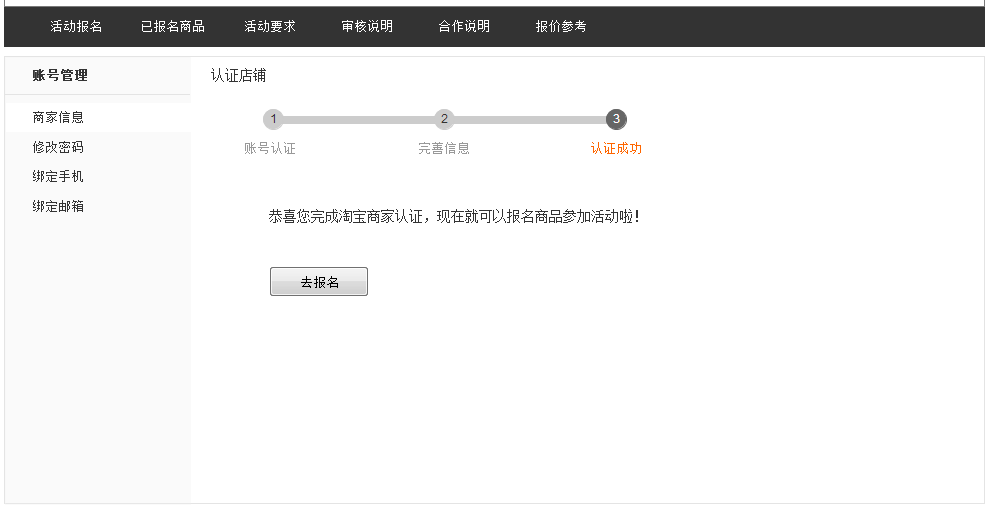 活动报名 已报名商品 活动要求 审核说明 合作说明 报价参考
账号管理
商家信息
修改密码
绑定手机
绑定邮箱
认证店铺
1 2 3
账号认证 完善信息 认证成功
恭喜您完成淘宝商家认证，现在就可以报名商品参加活动啦！
去报名